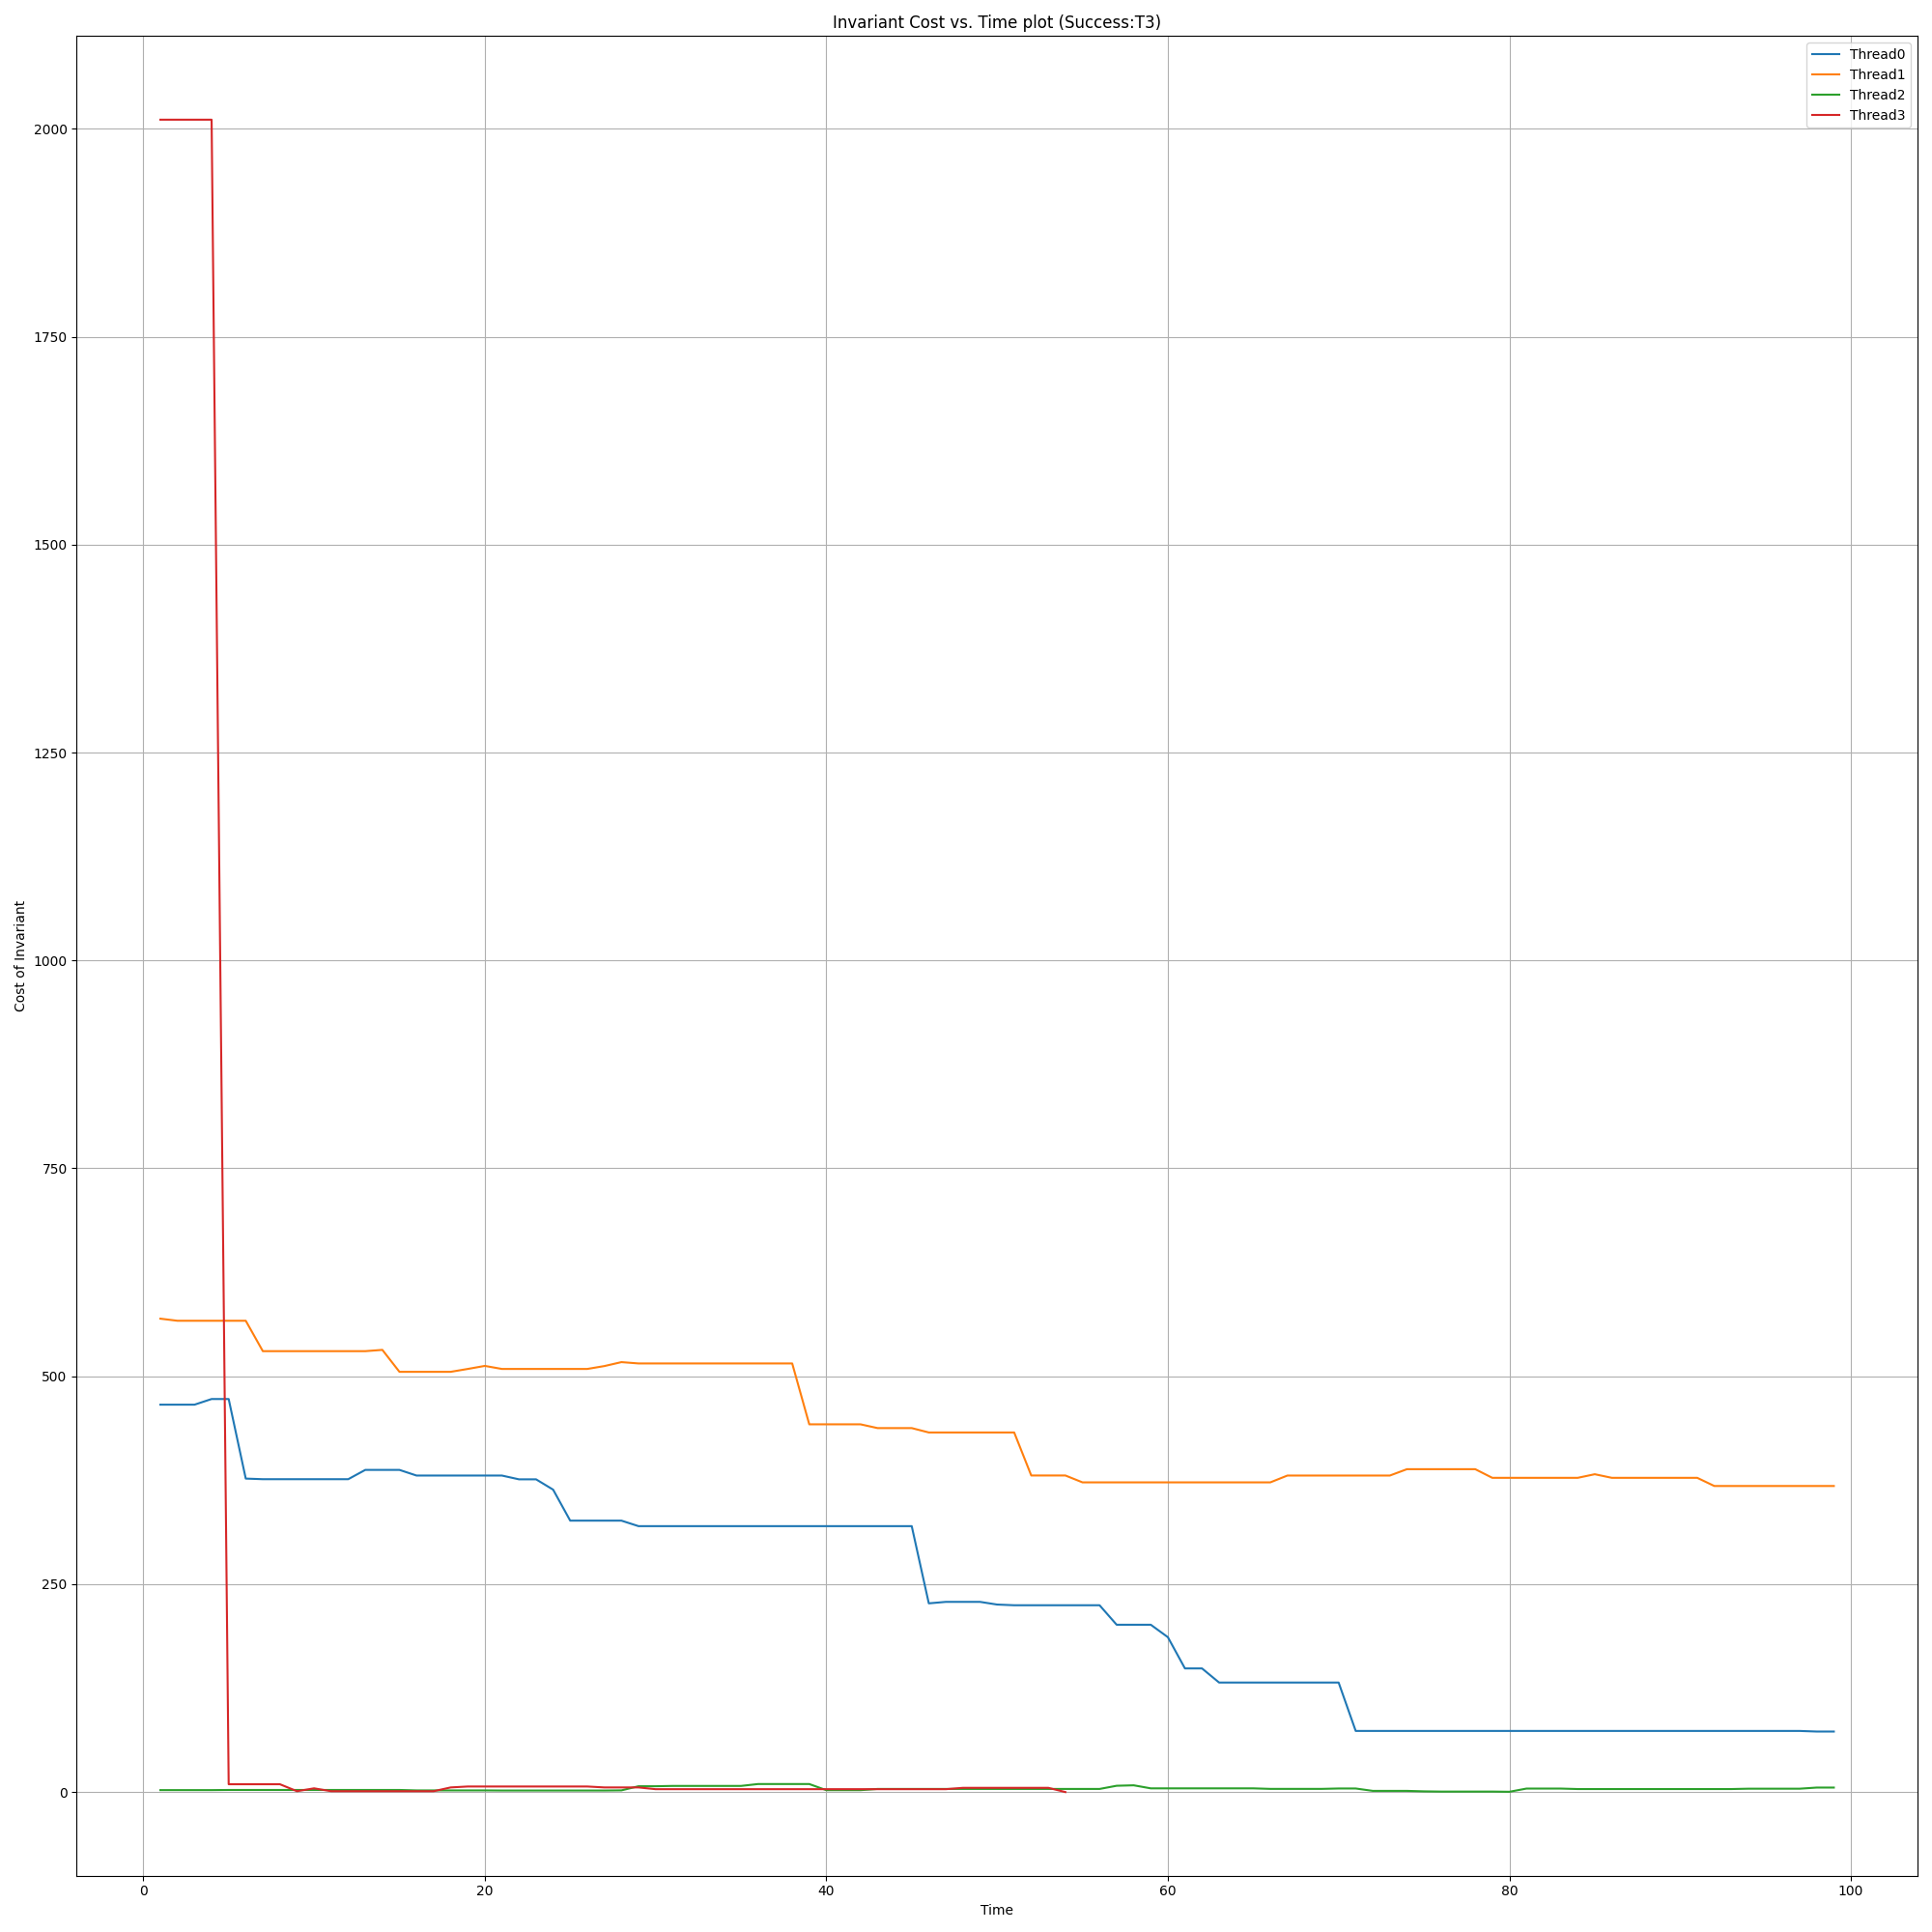 Invariant Cost vs. Time plot (Success:T3)
Thread0
Thread1
Thread2
Thread3
2000
1750
1500
1250
1000
750
500
250
0
Cost of Invariant
0 20 40 60 80 100
Time